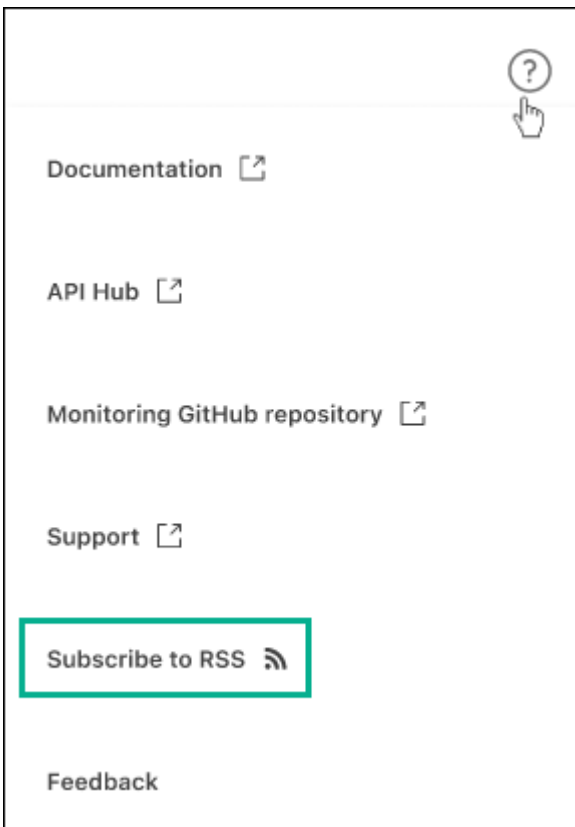 ?
Documentation
API Hub
Monitoring GitHub repository
Support
Subscribe to RSS
Feedback